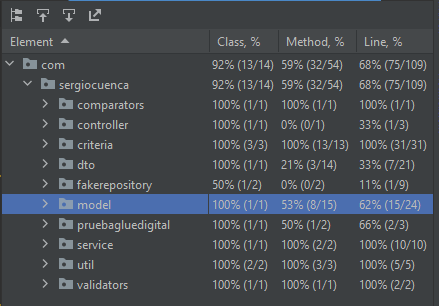 Element Class, % Method, % Line, %
com 92% (13/14) 59% (32/54) 68% (75/109)
sergiocuenca 92% (13/14) 59% (32/54) 68% (75/109)
comparators 100% (1/1) 100% (1/1) 100% (1/1)
controller 100% (1/1) 0% (0/1) 33% (1/3)
criteria 100% (3/3) 100% (13/13) 100% (31/31)
dto 100% (1/1) 21% (3/14) 33% (7/21)
fakerepository 50% (1/2) 0% (0/2) 11% (1/9)
model 100% (1/1) 53% (8/15) 62% (15/24)
pruebagluedigital 100% (1/1) 50% (1/2) 66% (2/3)
service 100% (1/1) 100% (2/2) 100% (10/10)
util 100% (2/2) 100% (3/3) 100% (5/5)
validators 100% (1/1) 100% (1/1) 100% (2/2)